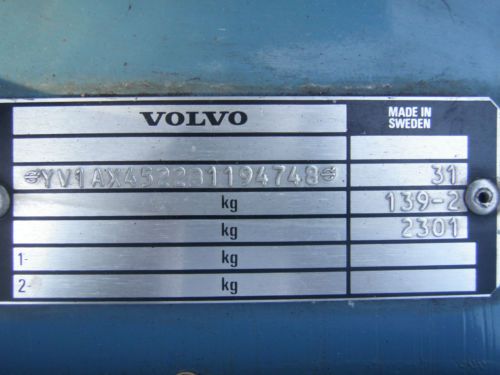 VOLVO
MADE IN
SWEDEN
YV1AX4522B1194748 31
kg 139-2
kg 2301
1- kg
2- kg